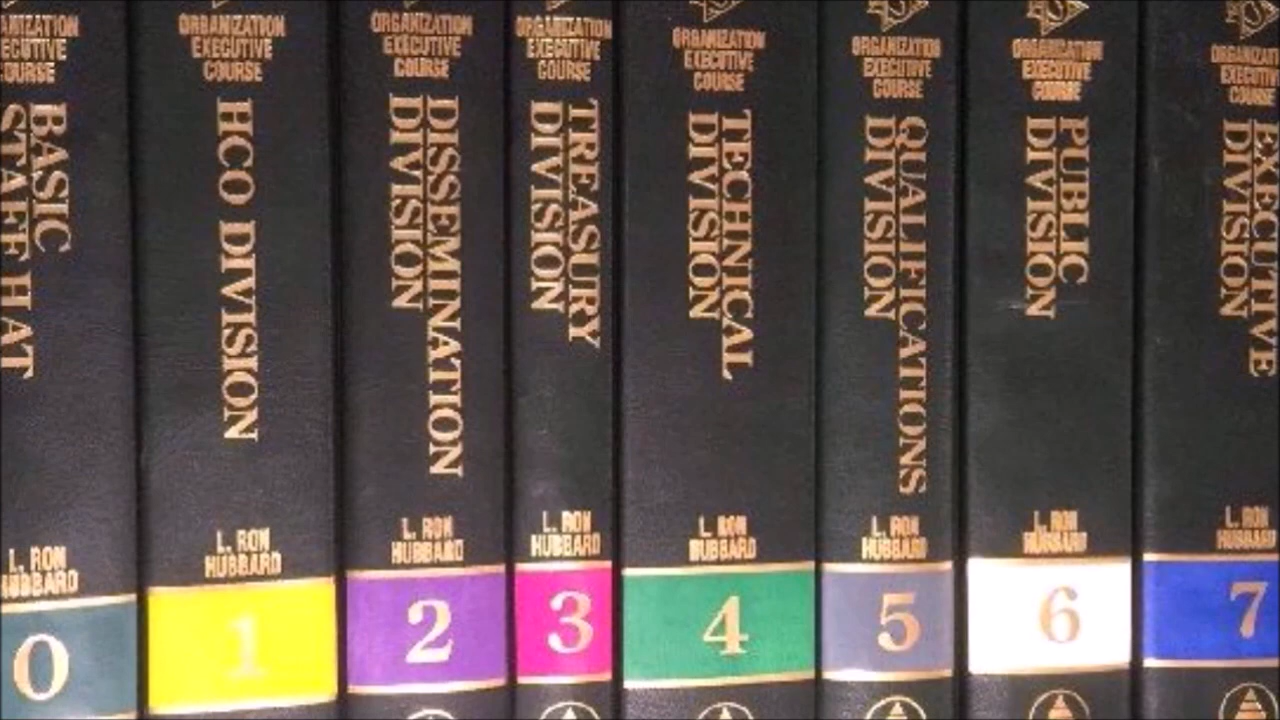 ORGANIZATION
EXECUTIVE
COURSE
BASIC
STAFF HAT
L. RON
HUBBARD
0
ORGANIZATION
EXECUTIVE
COURSE
HCO DIVISION
L. RON
HUBBARD
1
ORGANIZATION
EXECUTIVE
COURSE
DISSEMINATION
DIVISION
L. RON
HUBBARD
2
ORGANIZATION
EXECUTIVE
COURSE
TREASURY
DIVISION
L. RON
HUBBARD
3
ORGANIZATION
EXECUTIVE
COURSE
TECHNICAL
DIVISION
L. RON
HUBBARD
4
ORGANIZATION
EXECUTIVE
COURSE
QUALIFICATIONS
DIVISION
L. RON
HUBBARD
5
ORGANIZATION
EXECUTIVE
COURSE
PUBLIC
DIVISION
L. RON
HUBBARD
6
ORGANIZATION
EXECUTIVE
COURSE
EXECUTIVE
DIVISION
L. RON
HUBBARD
7